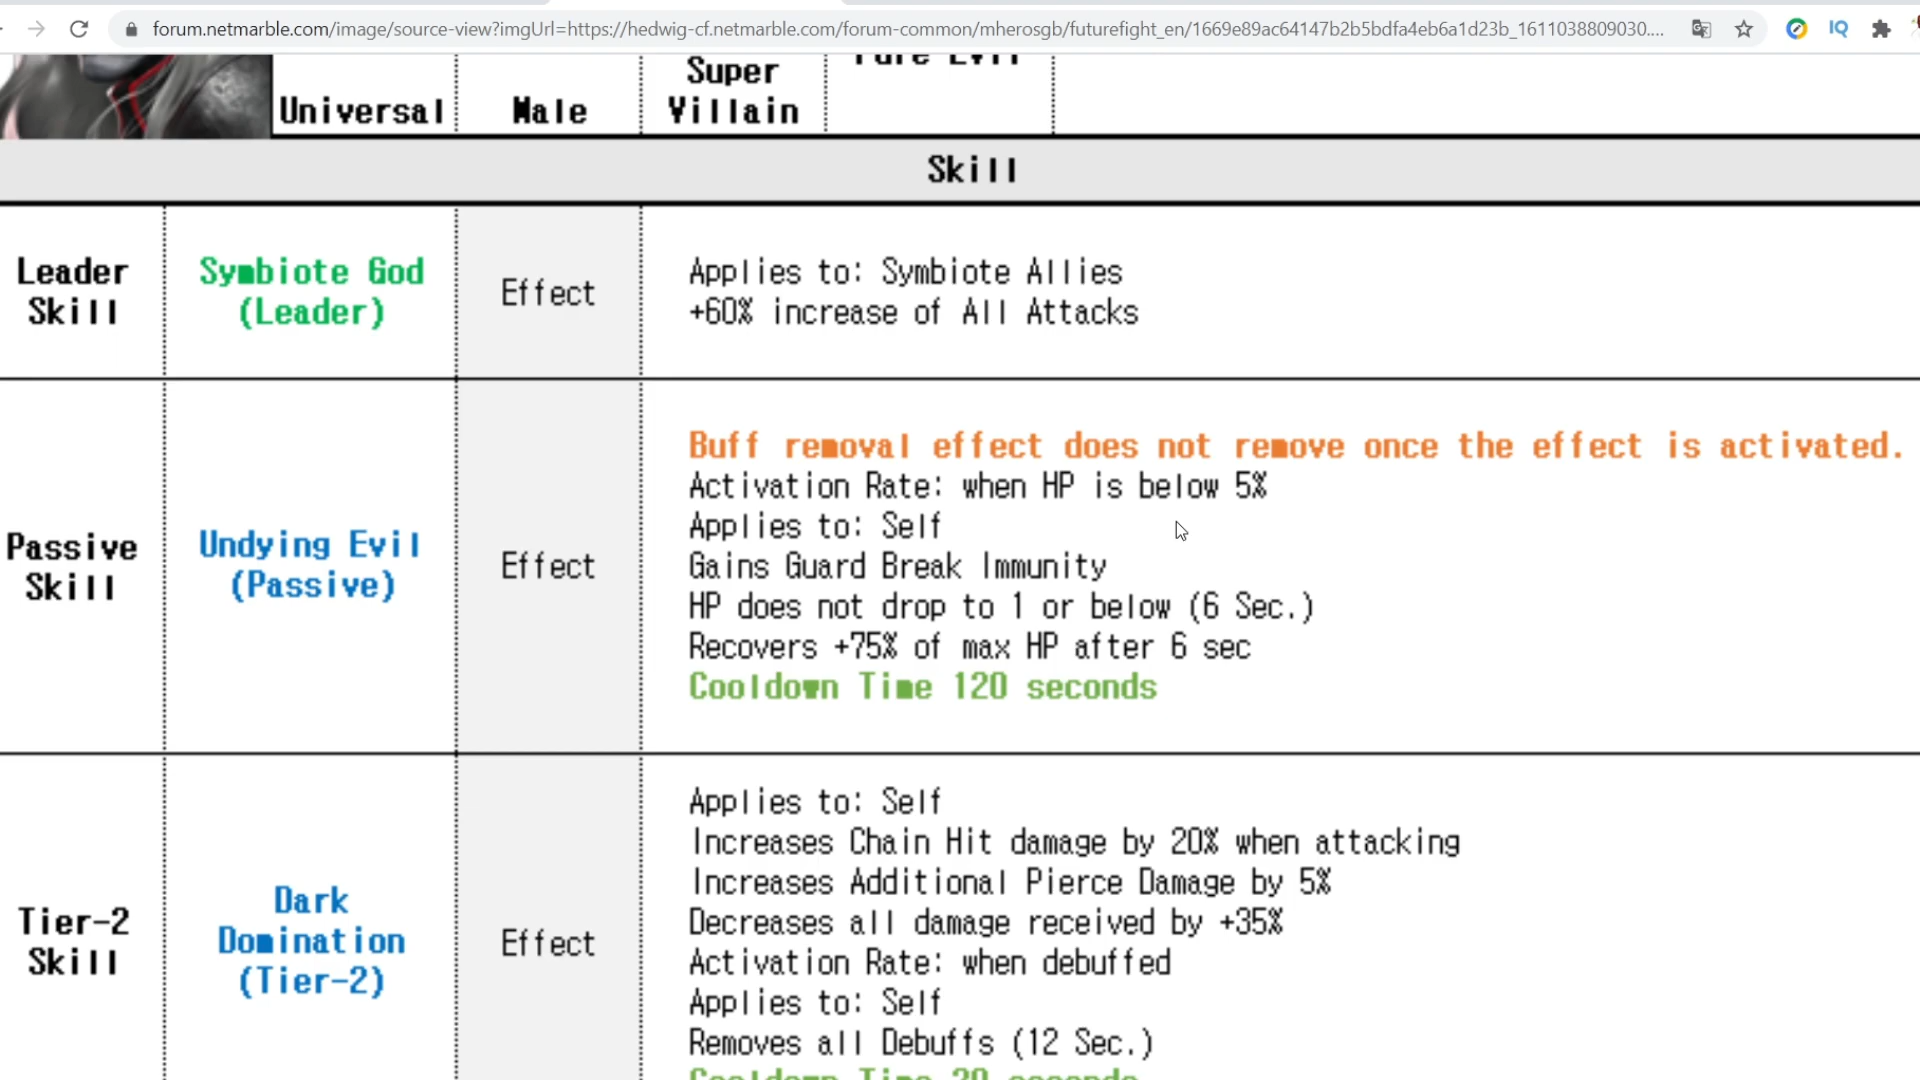 forum.netmarble.com/image/source-view?imgUrl=https://hedwig-cf.netmarble.com/forum-common/mherosgb/futurefight_en/1669e89ac64147b2b5bdfa4eb6a1d23b_1611038809030....
IQ
Universal
Male
Super
Villain
Pure Evil
Skill
Leader
Skill
Symbiote God
(Leader)
Effect
Applies to: Symbiote Allies
+60% increase of All Attacks
Passive
Skill
Undying Evil
(Passive)
Effect
Buff removal effect does not remove once the effect is activated.
Activation Rate: when HP is below 5%
Applies to: Self
Gains Guard Break Immunity
HP does not drop to 1 or below (6 Sec.)
Recovers +75% of max HP after 6 sec
Cooldown Time 120 seconds
Tier-2
Skill
Dark
Domination
(Tier-2)
Effect
Applies to: Self
Increases Chain Hit damage by 20% when attacking
Increases Additional Pierce Damage by 5%
Decreases all damage received by +35%
Activation Rate: when debuffed
Applies to: Self
Removes all Debuffs (12 Sec.)
Cooldown Time 20 seconds